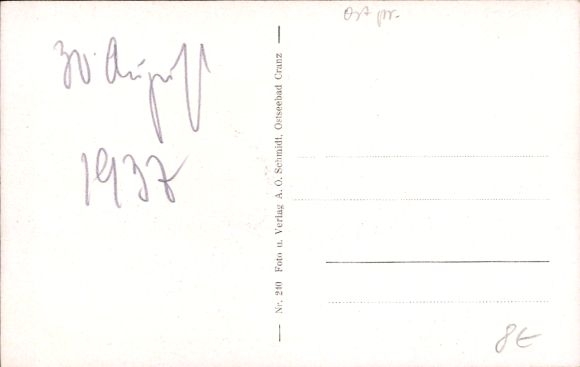 Ostpr.
30. August
1937
Nr. 240 Foto u. Verlag A. O. Schmidt, Ostseebad Cranz
8€